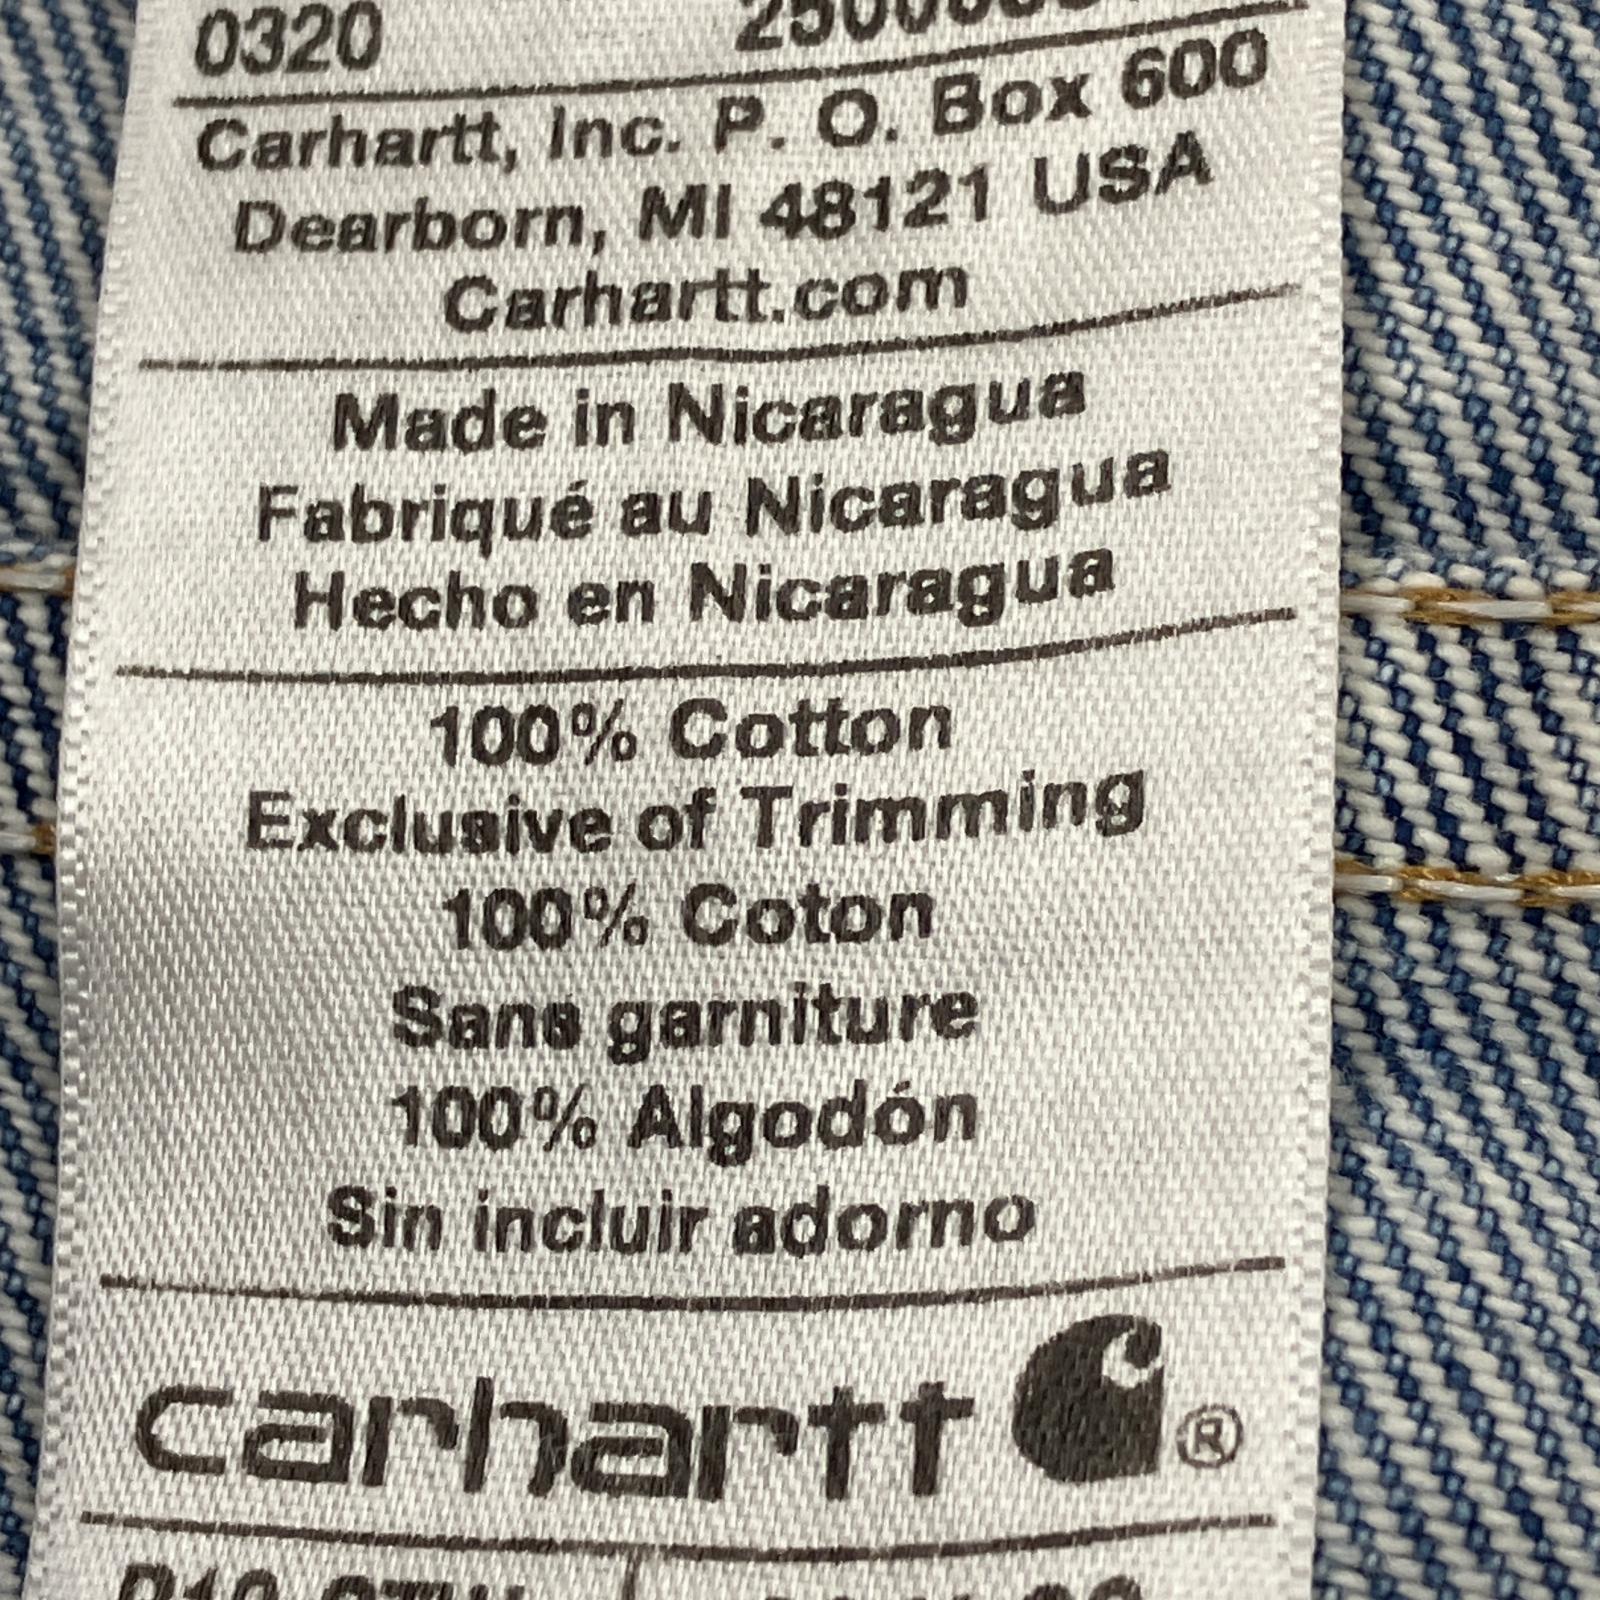 0320
Carhartt, Inc. P. O. Box 600
Dearborn, MI 48121 USA
Carhartt.com
Made in Nicaragua
Fabriqué au Nicaragua
Hecho en Nicaragua
100% Cotton
Exclusive of Trimming
100% Coton
Sans garniture
100% Algodón
Sin incluir adorno
carhartt ®